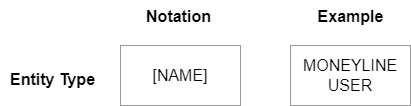 Notation Example
Entity Type [NAME] MONEYLINE
USER